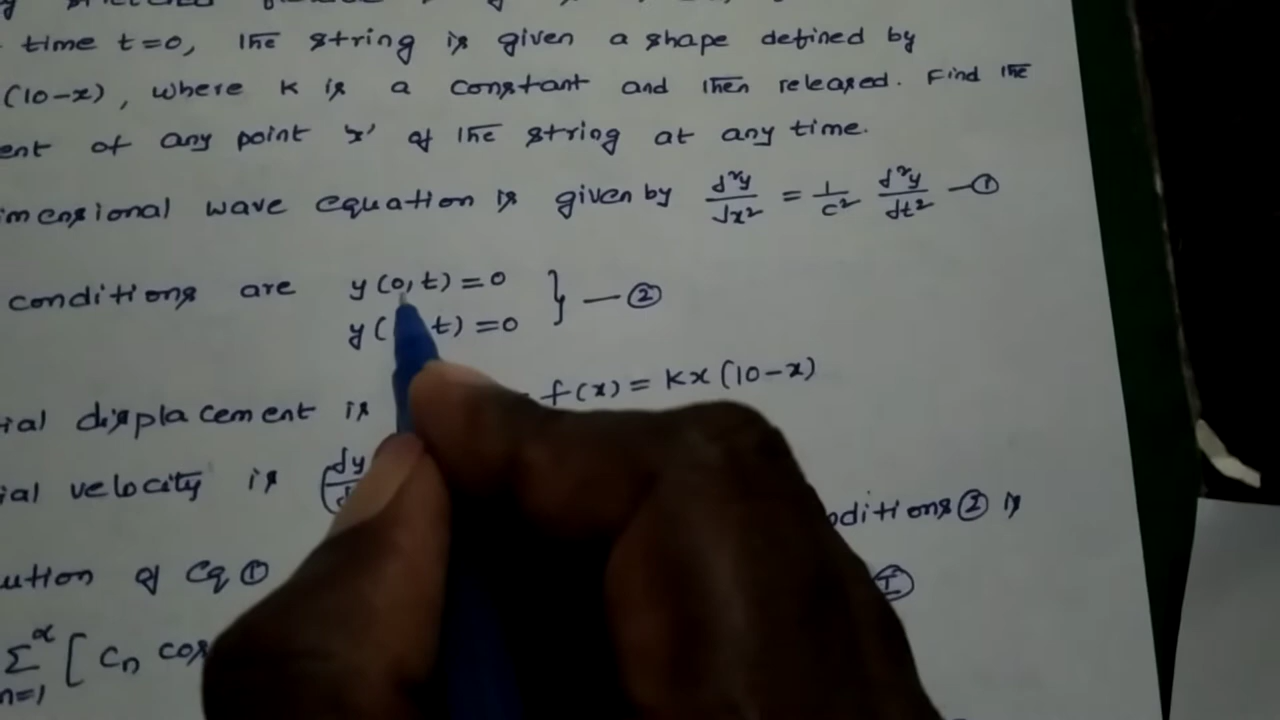 time t=0, The string is given a shape defined by
(10-x), where K is a constant and Then released. Find The
ent of any point 'x' of The string at any time.
mensional wave equation is given by d²y/dx² = 1/c² d²y/dt² — ①
conditions are y(0,t)=0
y( t)=0 } — ②
ial displacement is f(x) = Kx(10-x)
ial velocity is (dy
nditions ② is
ution of Eq ①
Σ∝ n=1 [ Cn cos